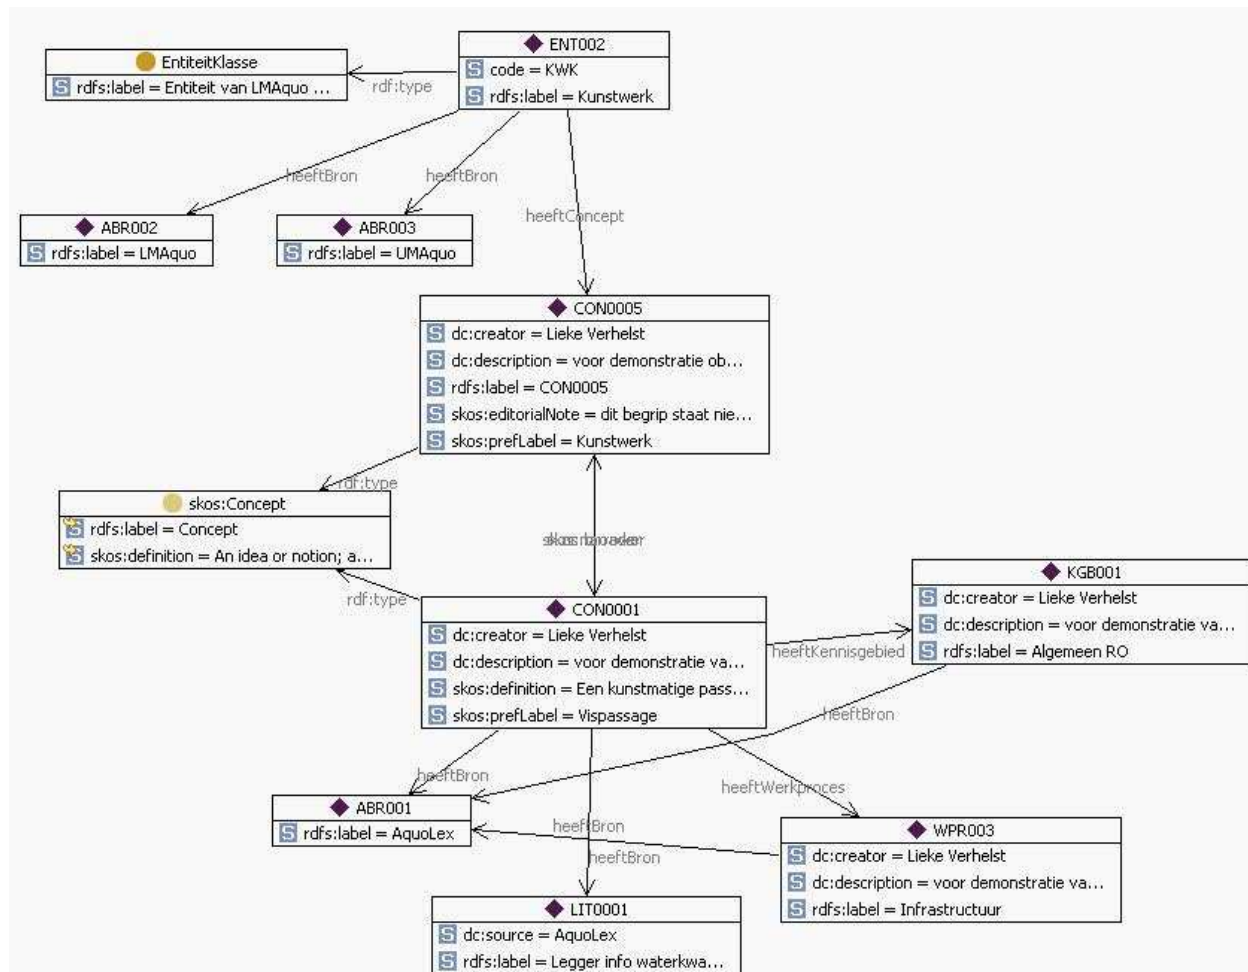 ENT002
code = KWK
rdfs:label = Kunstwerk
EntiteitKlasse
rdfs:label = Entiteit van LMAquo ...
rdf:type
heeftBron
heeftBron
heeftConcept
ABR002
rdfs:label = LMAquo
ABR003
rdfs:label = UMAquo
CON0005
dc:creator = Lieke Verhelst
dc:description = voor demonstratie ob...
rdfs:label = CON0005
skos:editorialNote = dit begrip staat nie...
skos:prefLabel = Kunstwerk
rdf:type
skos:Concept
rdfs:label = Concept
skos:definition = An idea or notion; a...
rdf:type
CON0001
dc:creator = Lieke Verhelst
dc:description = voor demonstratie va...
skos:definition = Een kunstmatige pass...
skos:prefLabel = Vispassage
heeftKennisgebied
KGB001
dc:creator = Lieke Verhelst
dc:description = voor demonstratie va...
rdfs:label = Algemeen RO
heeftBron
heeftBron
heeftWerkproces
ABR001
rdfs:label = AquoLex
heeftBron
heeftBron
WPR003
dc:creator = Lieke Verhelst
dc:description = voor demonstratie va...
rdfs:label = Infrastructuur
LIT0001
dc:source = AquoLex
rdfs:label = Legger info waterkwa...